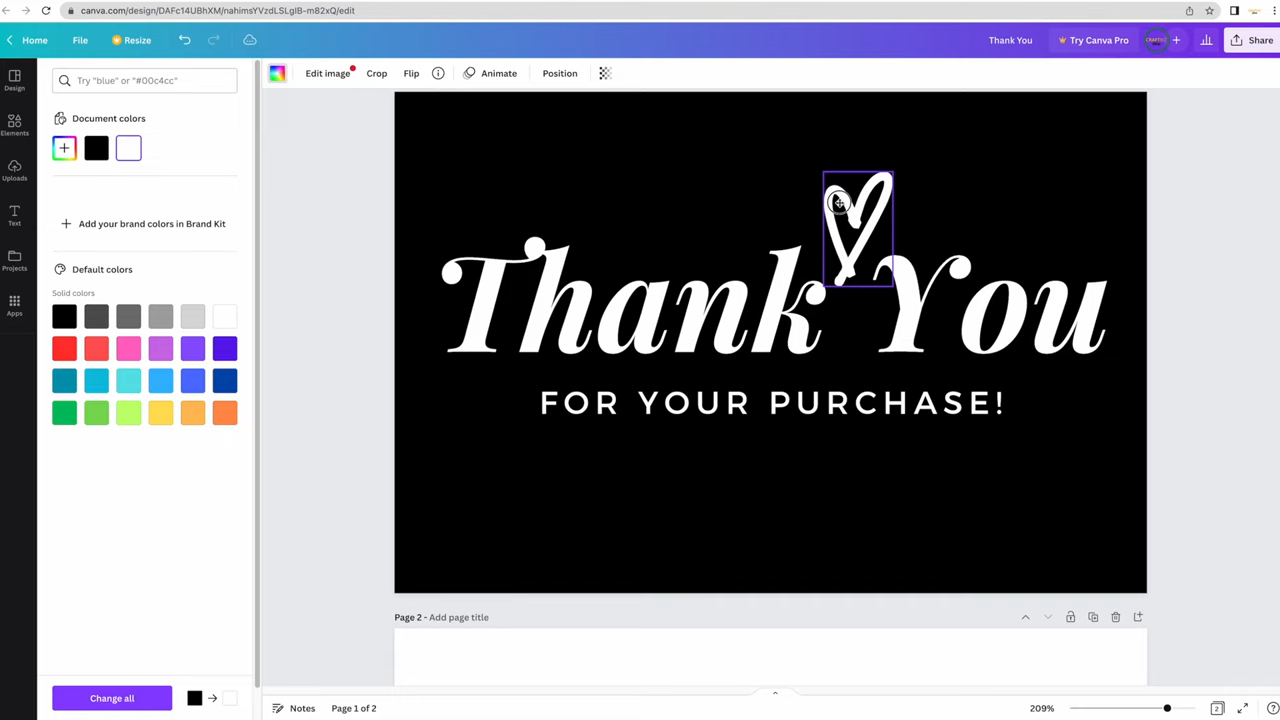 canva.com/design/DAFc14UBhXM/nahimsYVzdLSLgIB-m82xQ/edit
Home File Resize Thank You Try Canva Pro Share
Design
Elements
Uploads
Text
Projects
Apps
Try "blue" or "#00c4cc"
Document colors
Add your brand colors in Brand Kit
Default colors
Solid colors
Change all
Edit image Crop Flip Animate Position
Thank You
FOR YOUR PURCHASE!
Page 2 - Add page title
Notes Page 1 of 2 209% 2